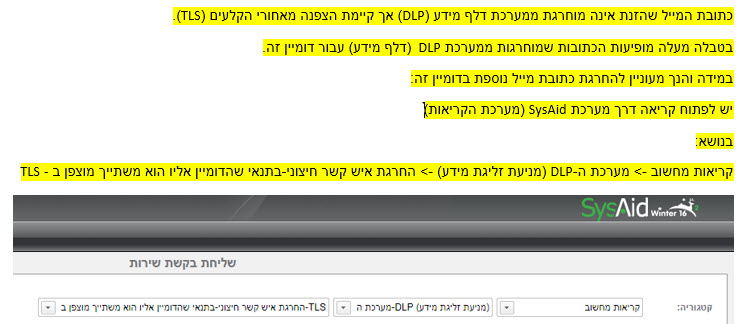 כתובת המייל שהזנת אינה מוחרגת ממערכת דלף מידע (DLP) אך קיימת הצפנה מאחורי הקלעים (TLS).
בטבלה מעלה מופיעות הכתובות שמוחרגות ממערכת DLP (דלף מידע) עבור דומיין זה.
במידה והנך מעוניין להחרגת כתובת מייל נוספת בדומיין זה:
יש לפתוח קריאה דרך מערכת SysAid (מערכת הקריאות)
בנושא:
קריאות מחשוב -> מערכת ה-DLP (מניעת זליגת מידע) -> החרגת איש קשר חיצוני-בתנאי שהדומיין אליו הוא משתייך מוצפן ב - TLS
SysAid Winter 16
שליחת בקשת שירות
קטגוריה: קריאות מחשוב (מניעת זליגת מידע) DLP-מערכת ה TLS-החרגת איש קשר חיצוני-בתנאי שהדומיין אליו הוא משתייך מוצפן ב